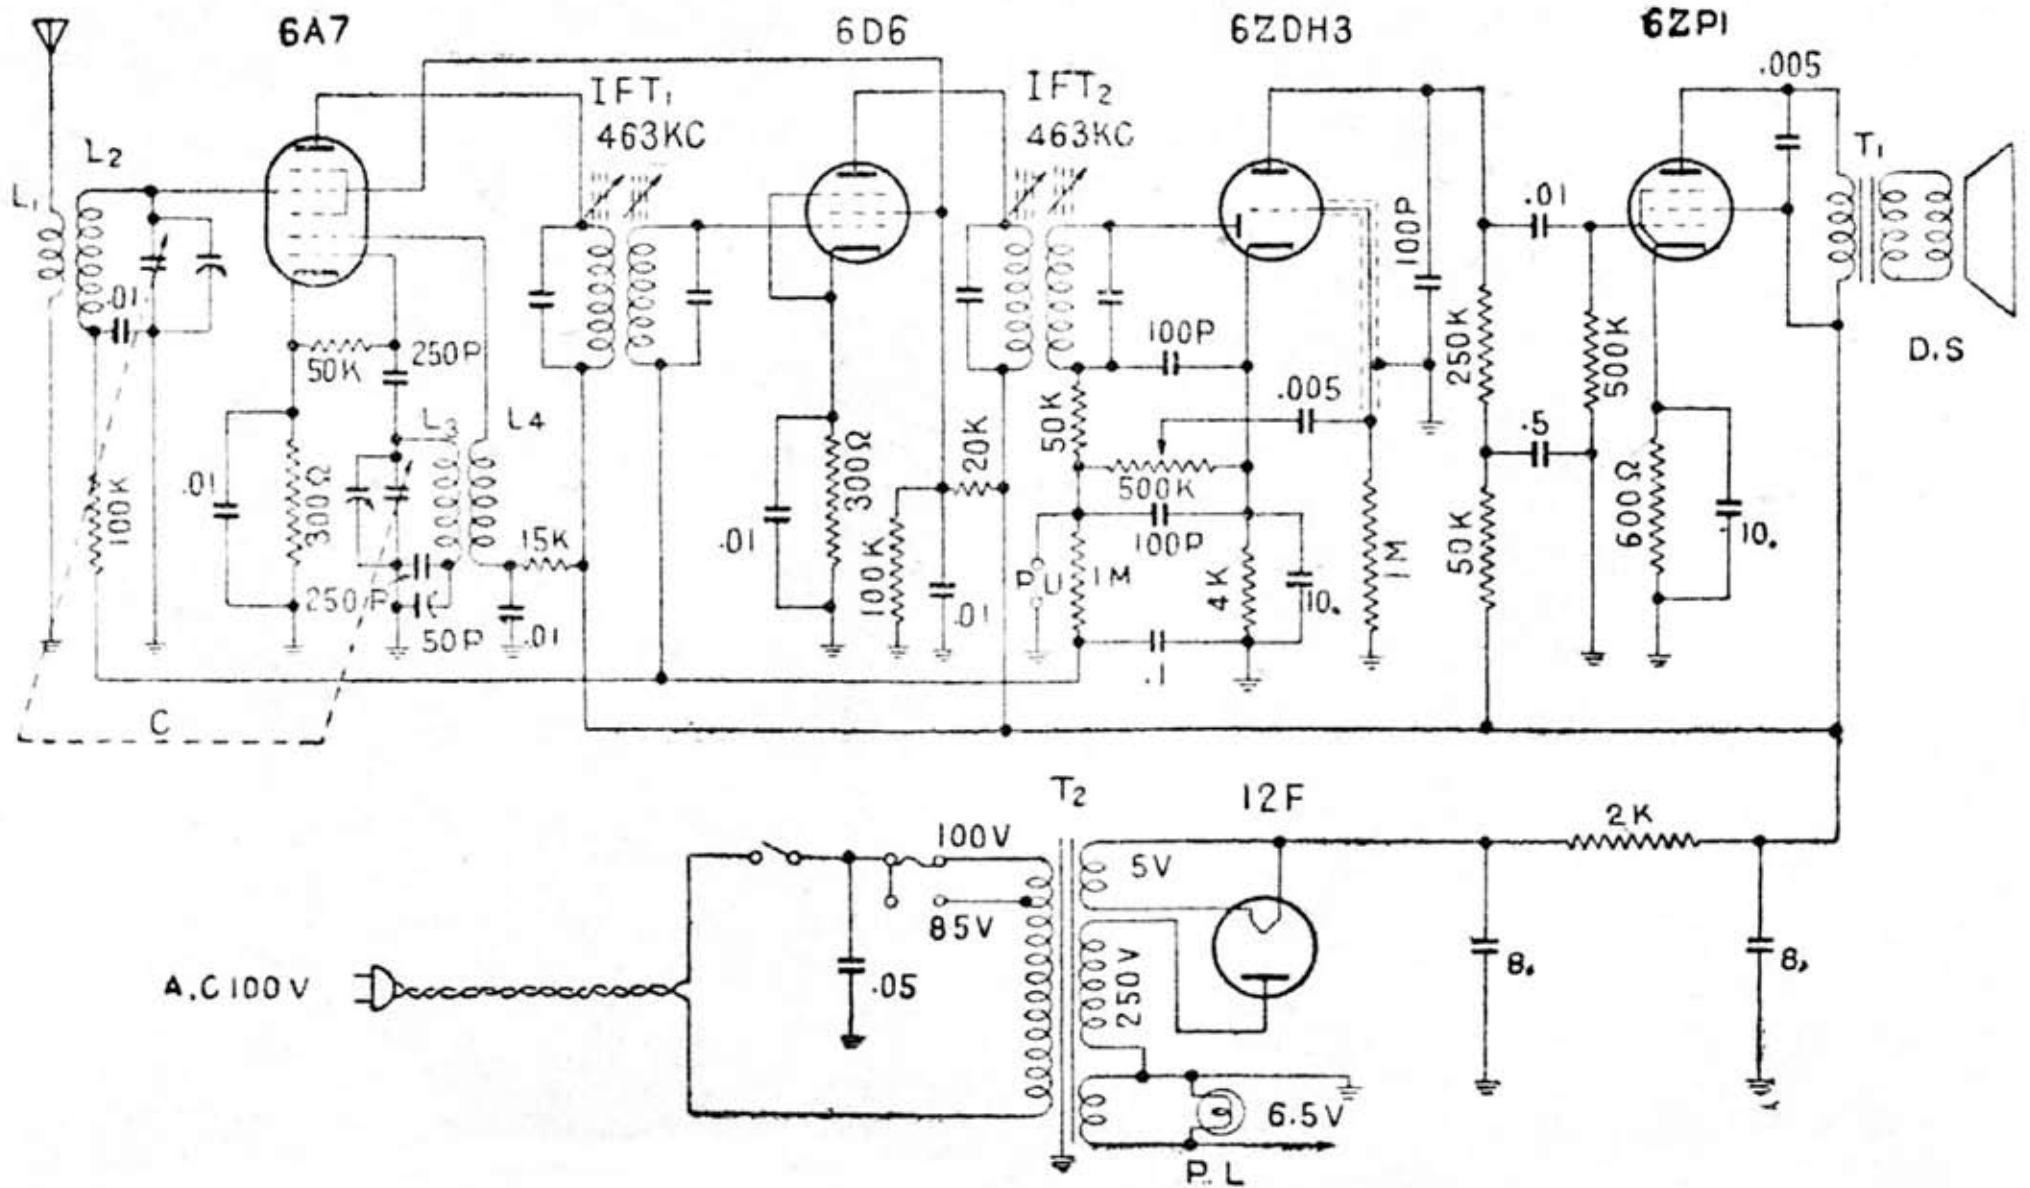 6A7
6D6
6ZDH3
6ZP1
.005
IFT1
463KC
IFT2
463KC
L2
L1
T1
.01
100P
.01
250P
50K
100P
250K
500K
D.S
.005
L
L4
50K
20K
.5
.01
100K
300Ω
300Ω
500K
600Ω
10.
15K
.01
100K
100P
50K
1M
P U
1M
4K
10.
250P
50P
.01
.01
.1
C
T2
12F
2K
100V
5V
85V
A.C100V
.05
250V
8.
8.
6.5V
P.L